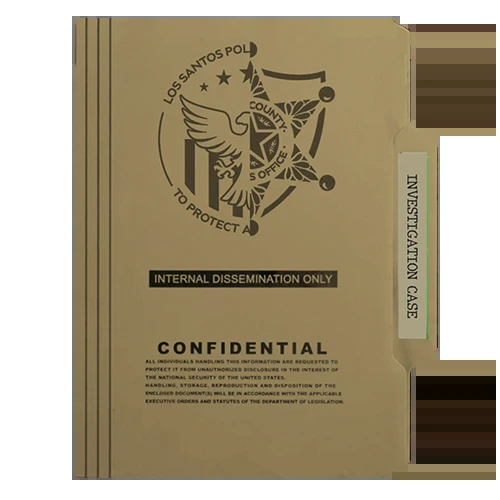 LOS SANTOS POL
COUNTY
S OFFICE
TO PROTECT A
INTERNAL DISSEMINATION ONLY
INVESTIGATION CASE
CONFIDENTIAL
ALL INDIVIDUALS HANDLING THIS INFORMATION ARE REQUESTED TO
PROTECT IT FROM UNAUTHORIZED DISCLOSURE IN THE INTEREST OF
THE NATIONAL SECURITY OF THE UNITED STATES.
HANDLING, STORAGE, REPRODUCTION AND DISPOSITION OF THE
ENCLOSED DOCUMENT(S) WILL BE IN ACCORDANCE WITH THE APPLICABLE
EXECUTIVE ORDERS AND STATUTES OF THE DEPARTMENT OF LEGISLATION.